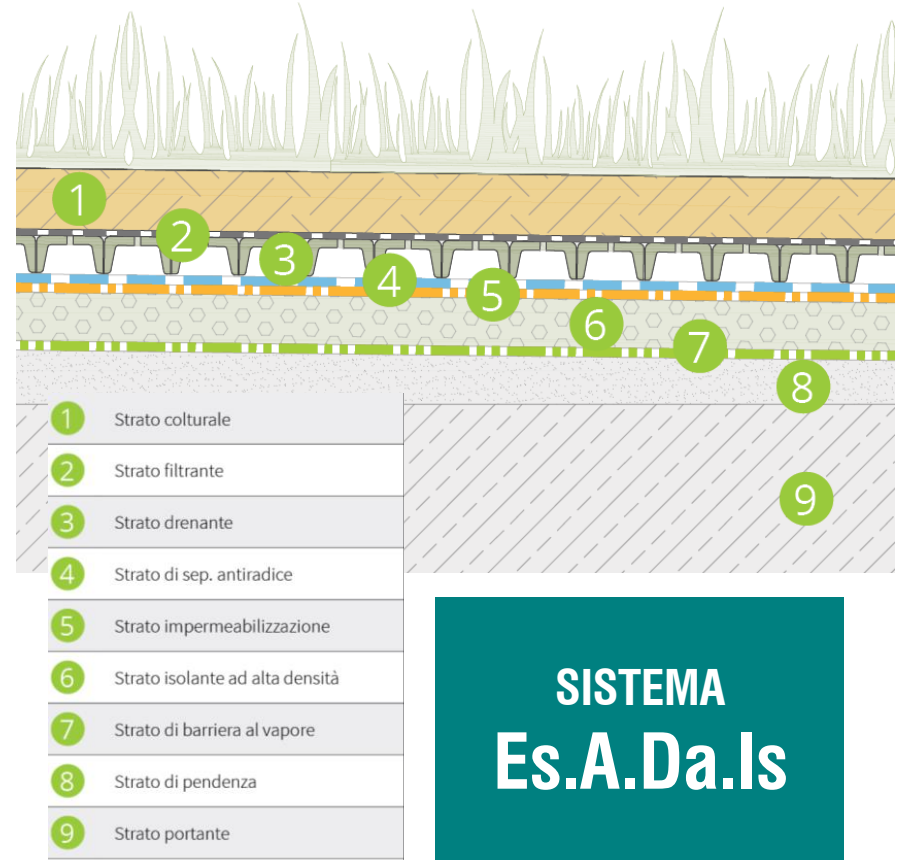 1
2
3
4
5
6
7
8
9
1 Strato colturale
2 Strato filtrante
3 Strato drenante
4 Strato di sep. antiradice
5 Strato impermeabilizzazione
6 Strato isolante ad alta densità
7 Strato di barriera al vapore
8 Strato di pendenza
9 Strato portante
SISTEMA
Es.A.Da.Is